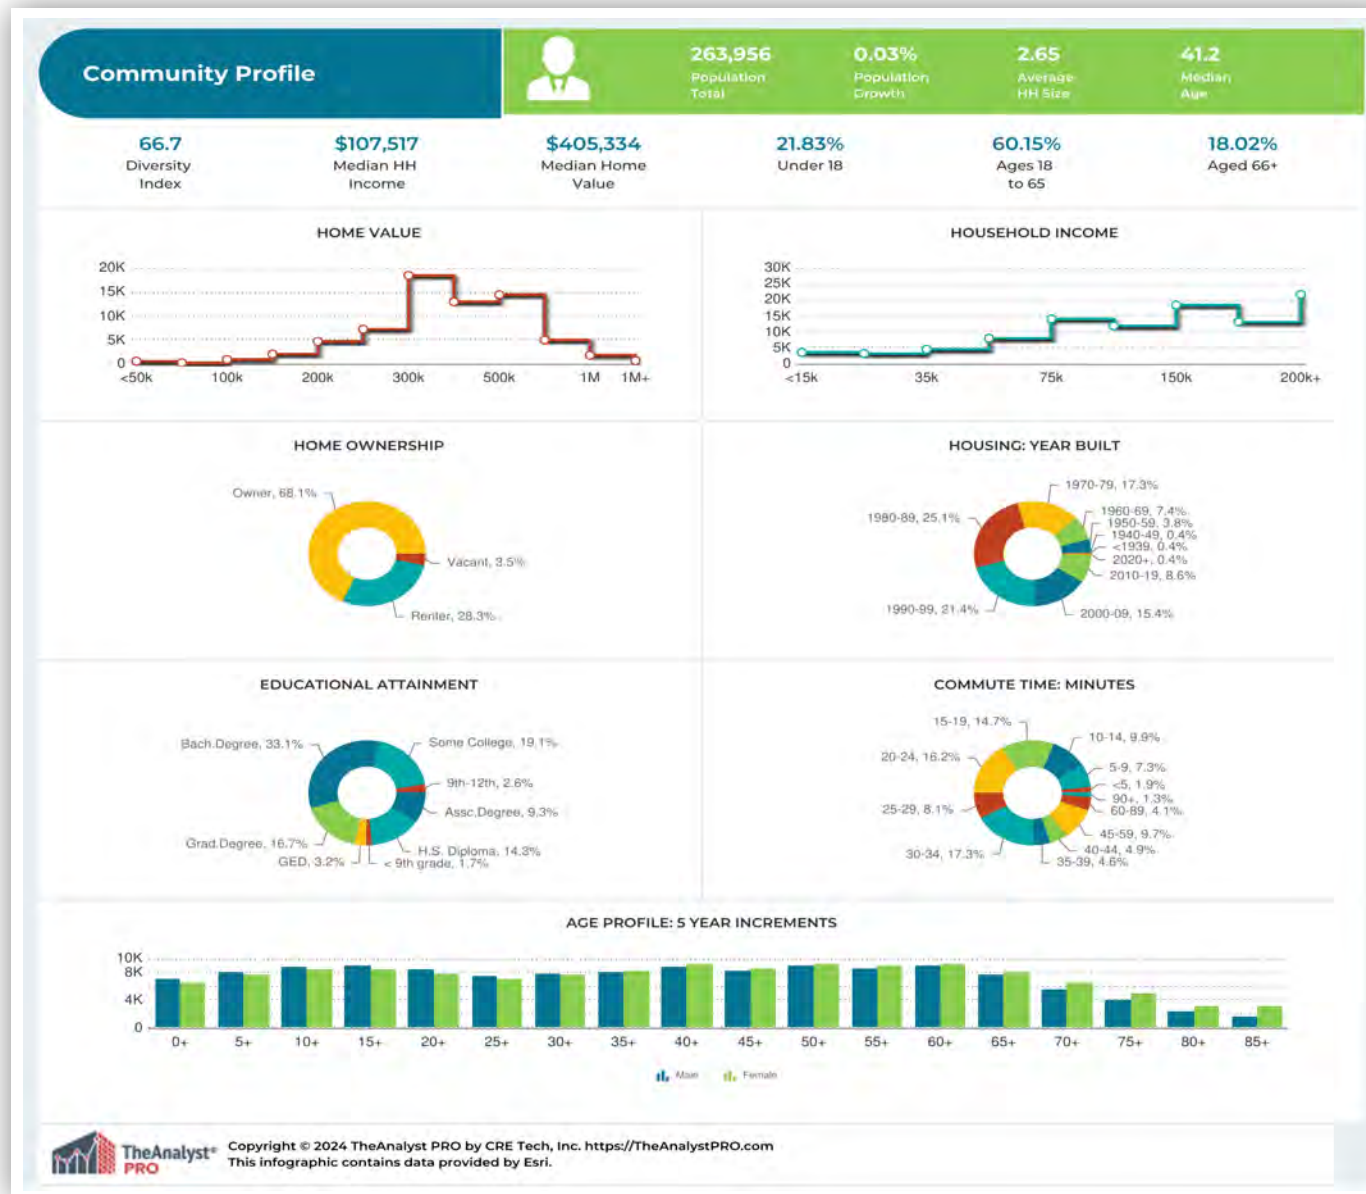 Community Profile
263,956
Population
Total
0.03%
Population
Growth
2.65
Average
HH Size
41.2
Median
Age
66.7
Diversity
Index
$107,517
Median HH
Income
$405,334
Median Home
Value
21.83%
Under 18
60.15%
Ages 18
to 65
18.02%
Aged 66+
HOME VALUE
20K
15K
10K
5K
0
<50k 100k 200k 300k 500k 1M 1M+
HOUSEHOLD INCOME
30K
25K
20K
15K
10K
5K
0
<15k 35k 75k 150k 200k+
HOME OWNERSHIP
Owner, 68.1%
Vacant, 3.5%
Renter, 28.3%
HOUSING: YEAR BUILT
1970-79, 17.3%
1980-89, 25.1%
1960-69, 7.4%
1950-59, 3.8%
1940-49, 0.4%
<1939, 0.4%
2020+, 0.4%
2010-19, 8.6%
1990-99, 21.4%
2000-09, 15.4%
EDUCATIONAL ATTAINMENT
Bach.Degree, 33.1%
Some College, 19.1%
9th-12th, 2.6%
Assc.Degree, 9.3%
Grad.Degree, 16.7%
H.S. Diploma, 14.3%
GED, 3.2%
< 9th grade, 1.7%
COMMUTE TIME: MINUTES
15-19, 14.7%
10-14, 9.9%
20-24, 16.2%
5-9, 7.3%
<5, 1.9%
90+, 1.3%
25-29, 8.1%
60-89, 4.1%
45-59, 9.7%
40-44, 4.9%
30-34, 17.3%
35-39, 4.6%
AGE PROFILE: 5 YEAR INCREMENTS
10K
8K
4K
0
0+ 5+ 10+ 15+ 20+ 25+ 30+ 35+ 40+ 45+ 50+ 55+ 60+ 65+ 70+ 75+ 80+ 85+
Male Female
TheAnalyst®
PRO
Copyright © 2024 TheAnalyst PRO by CRE Tech, Inc. https://TheAnalystPRO.com
This infographic contains data provided by Esri.